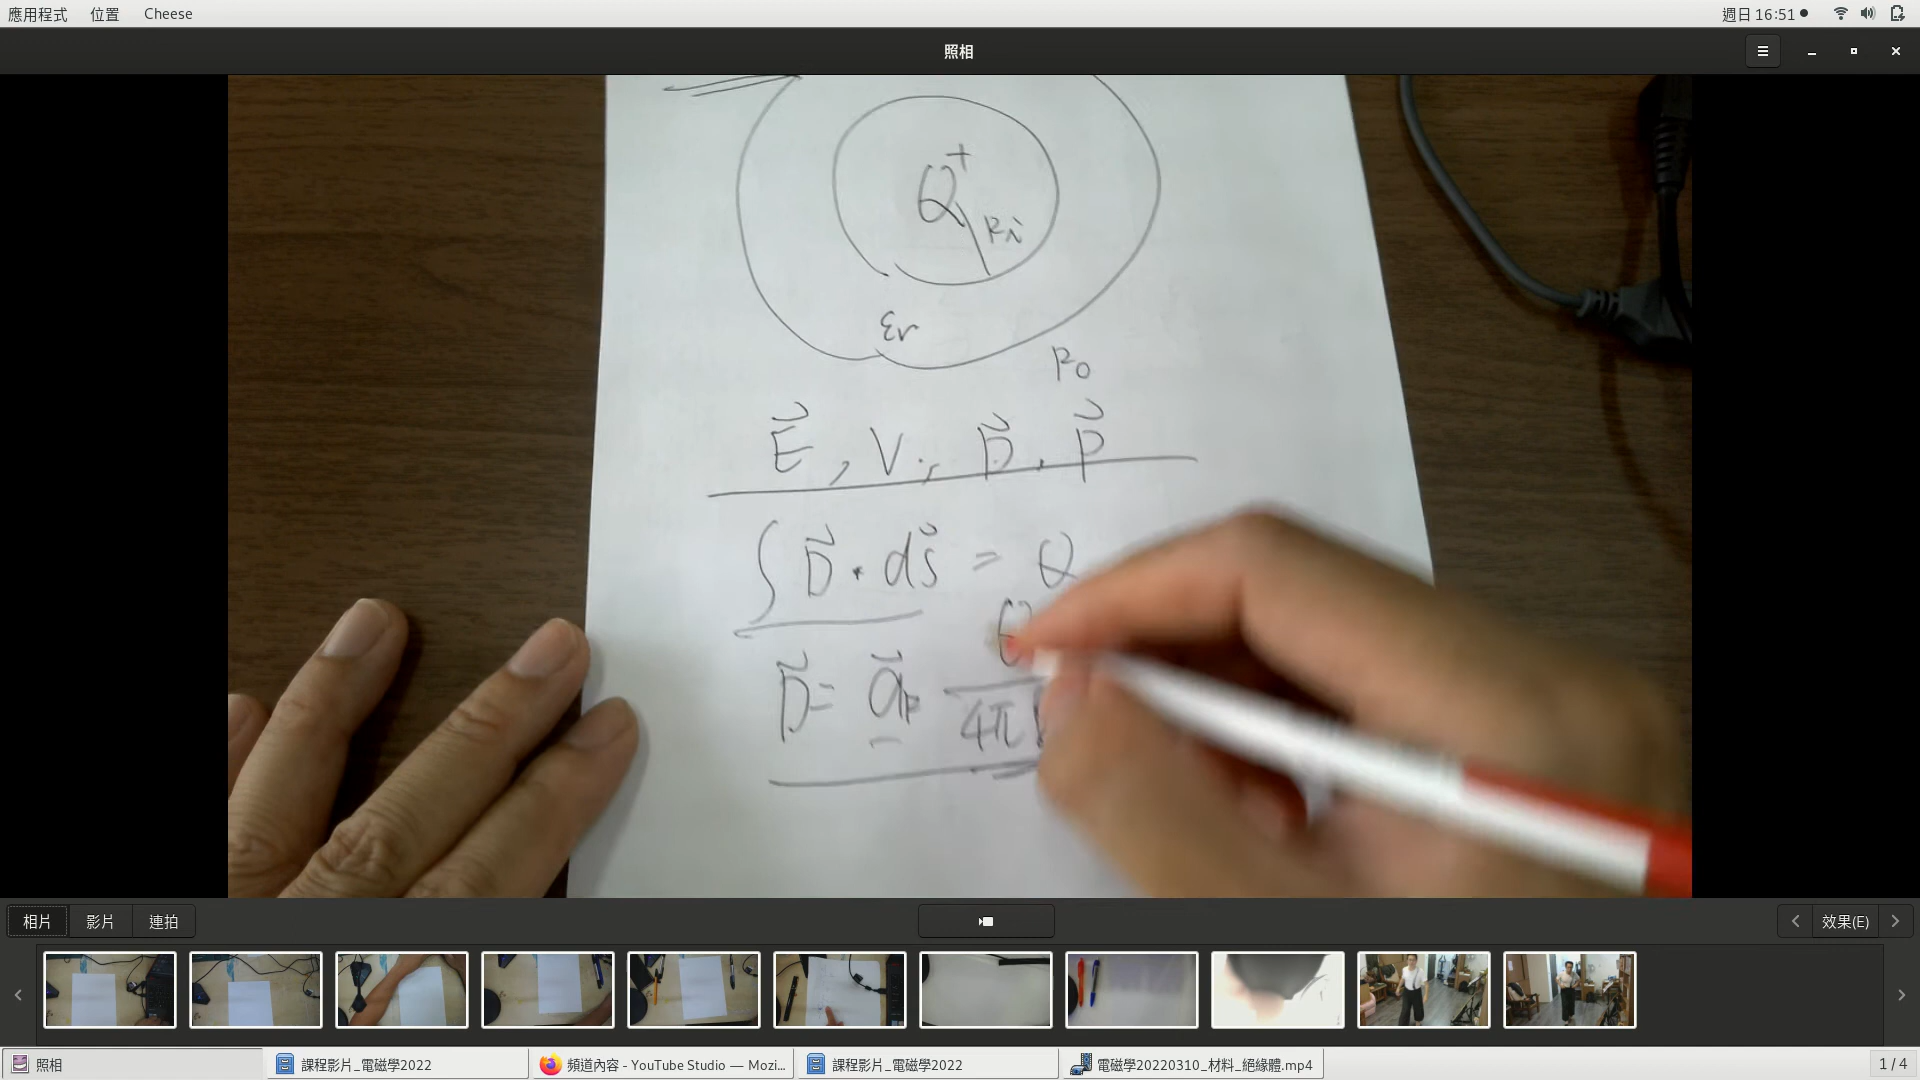 應用程式 位置 Cheese 週日 16:51
照相
Q+
Ri
εr
Ro
E⃗ , V , D⃗ . P⃗
∫ D⃗ · ds⃗ = Q
D⃗ = a⃗R Q
4π
相片 影片 連拍 效果(E)
照相 課程影片_電磁學2022 頻道內容 - YouTube Studio — Mozi... 課程影片_電磁學2022 電磁學20220310_材料_絕緣體.mp4 1 / 4